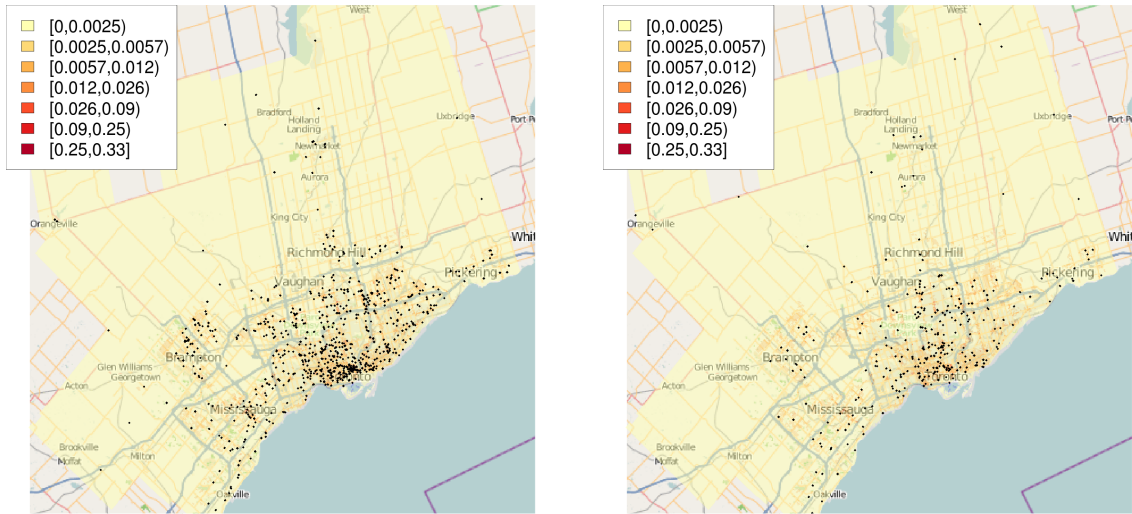 [0,0.0025)
[0.0025,0.0057)
[0.0057,0.012)
[0.012,0.026)
[0.026,0.09)
[0.09,0.25)
[0.25,0.33]
West
Bradford
Holland
Landing
Uxbridge
Port Pe
Newmarket
Aurora
King City
Orangeville
Richmond Hill
Whit
Vaughan
Pickering
Brampton
Glen Williams
Georgetown
Acton
Mississauga
Brookville
Moffat
Milton
Oakville
[0,0.0025)
[0.0025,0.0057)
[0.0057,0.012)
[0.012,0.026)
[0.026,0.09)
[0.09,0.25)
[0.25,0.33]
West
Bradford
Holland
Landing
Uxbridge
Port Pe
Newmarket
Aurora
King City
Orangeville
Richmond Hill
Whit
Vaughan
Pickering
Brampton
Glen Williams
Georgetown
Acton
Toronto
Mississauga
Brookville
Moffat
Milton
Oakville